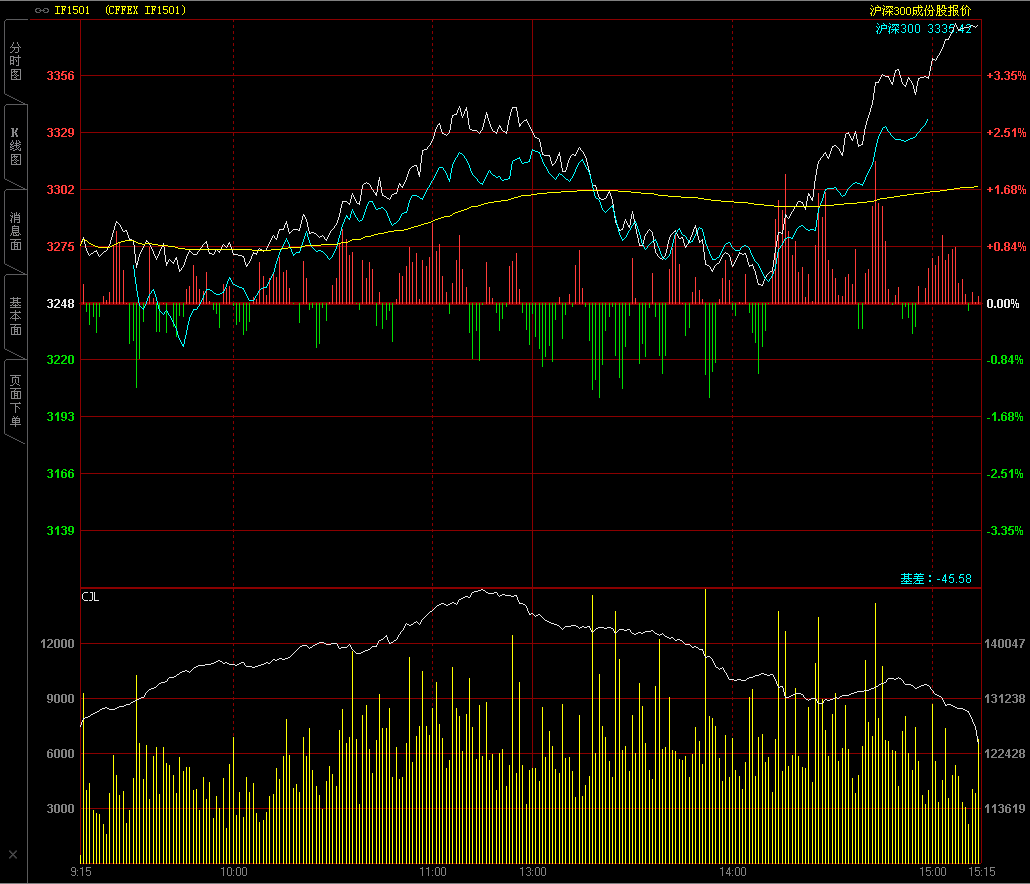 IF1501 (CFFEX IF1501)
沪深300成份股报价
沪深300 3335.42
分时图
K线图
消息面
基本面
页面下单
3356
3329
3302
3275
3248
3220
3193
3166
3139
+3.35%
+2.51%
+1.68%
+0.84%
0.00%
-0.84%
-1.68%
-2.51%
-3.35%
基差：-45.58
CJL
12000
9000
6000
3000
140047
131238
122428
113619
9:15 10:00 11:00 13:00 14:00 15:00 15:15